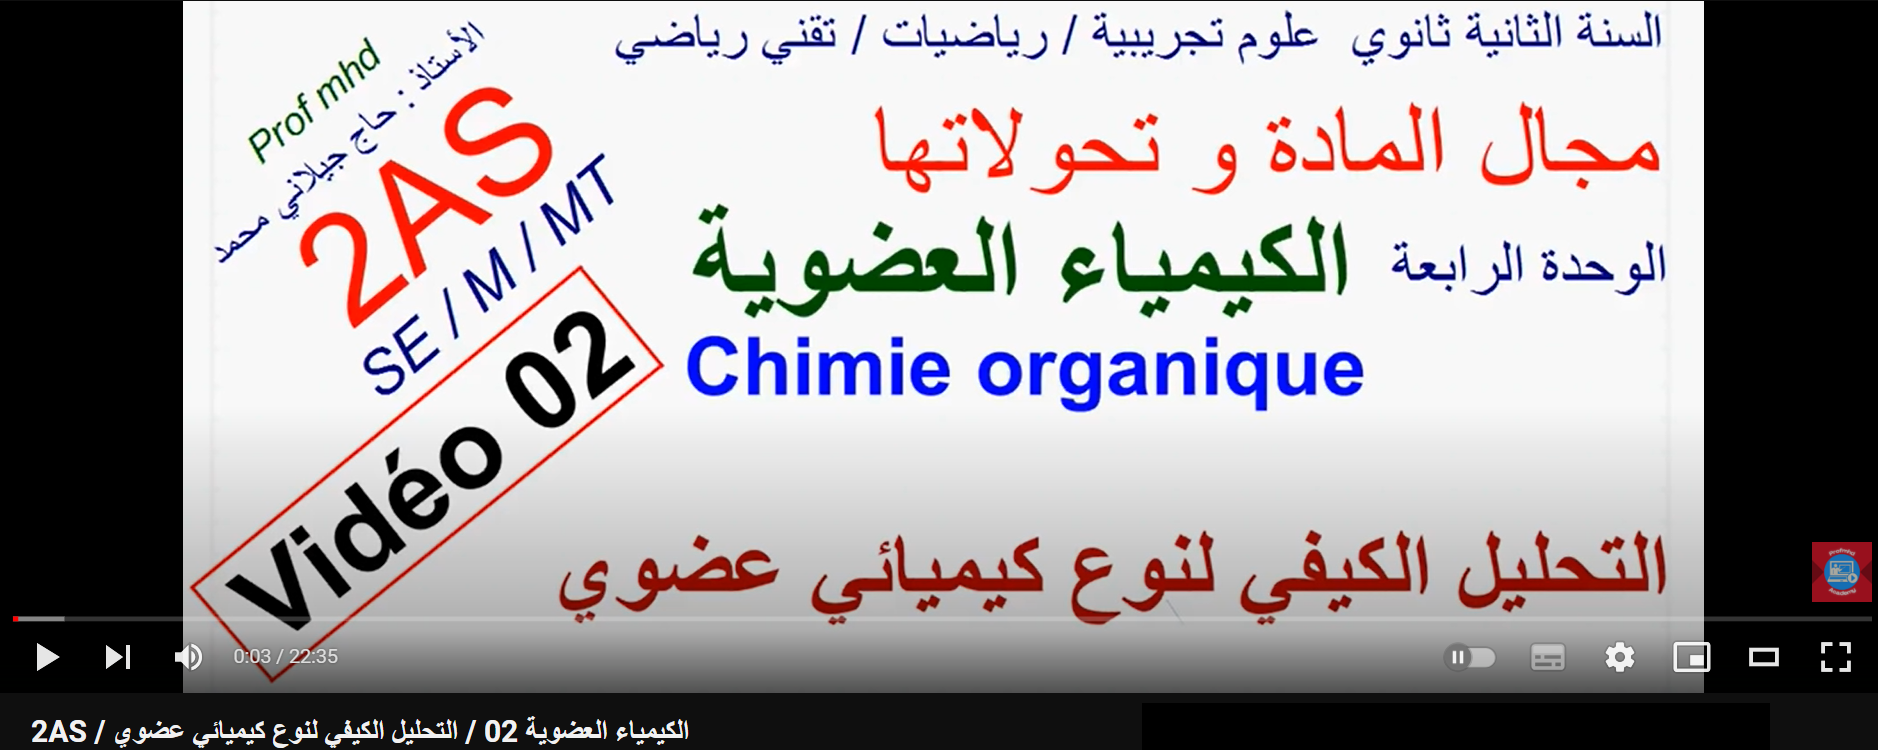 السنة الثانية ثانوي علوم تجريبية / رياضيات / تقني رياضي
مجال المادة و تحولاتها
الوحدة الرابعة الكيمياء العضوية
Chimie organique
التحليل الكيفي لنوع كيميائي عضوي
Prof mhd
الأستاذ : حاج جيلاني محمد
2AS
SE / M / MT
Vidéo 02
Profmhd
Academy
0:03 / 22:35
2AS / الكيمياء العضوية 02 / التحليل الكيفي لنوع كيميائي عضوي